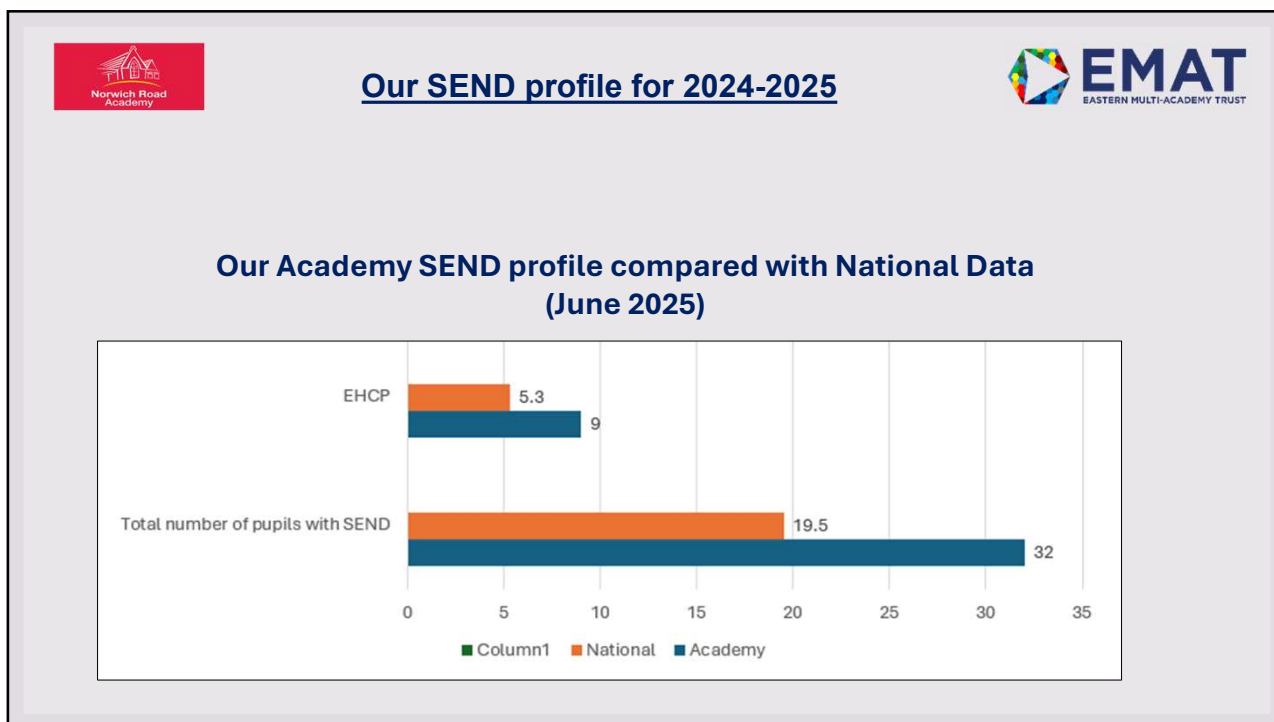 Norwich Road
Academy
Our SEND profile for 2024-2025
EMAT
EASTERN MULTI-ACADEMY TRUST
Our Academy SEND profile compared with National Data
(June 2025)
EHCP
5.3
9
Total number of pupils with SEND
19.5
32
0 5 10 15 20 25 30 35
Column1 National Academy